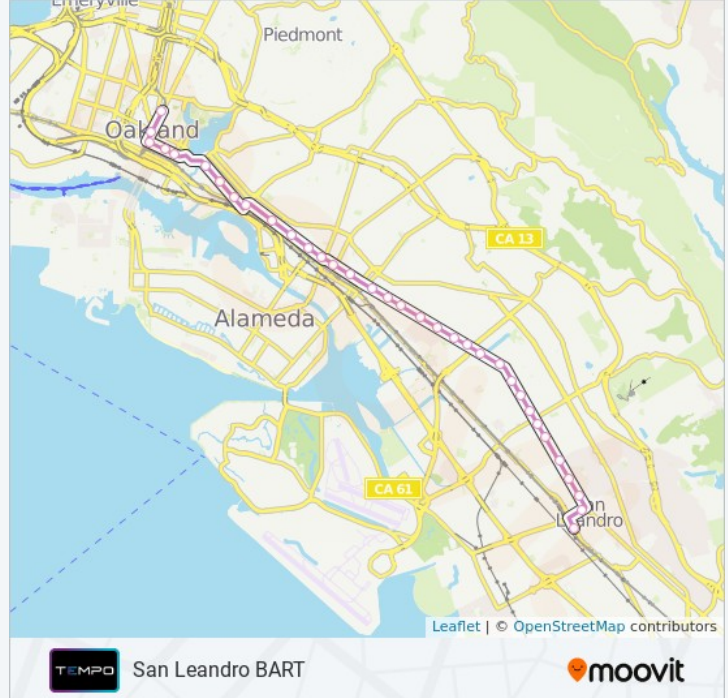 Emeryville
Piedmont
Oakland
CA 13
Alameda
CA 61
San
Leandro
Leaflet | © OpenStreetMap contributors
TEMPO
San Leandro BART
moovit